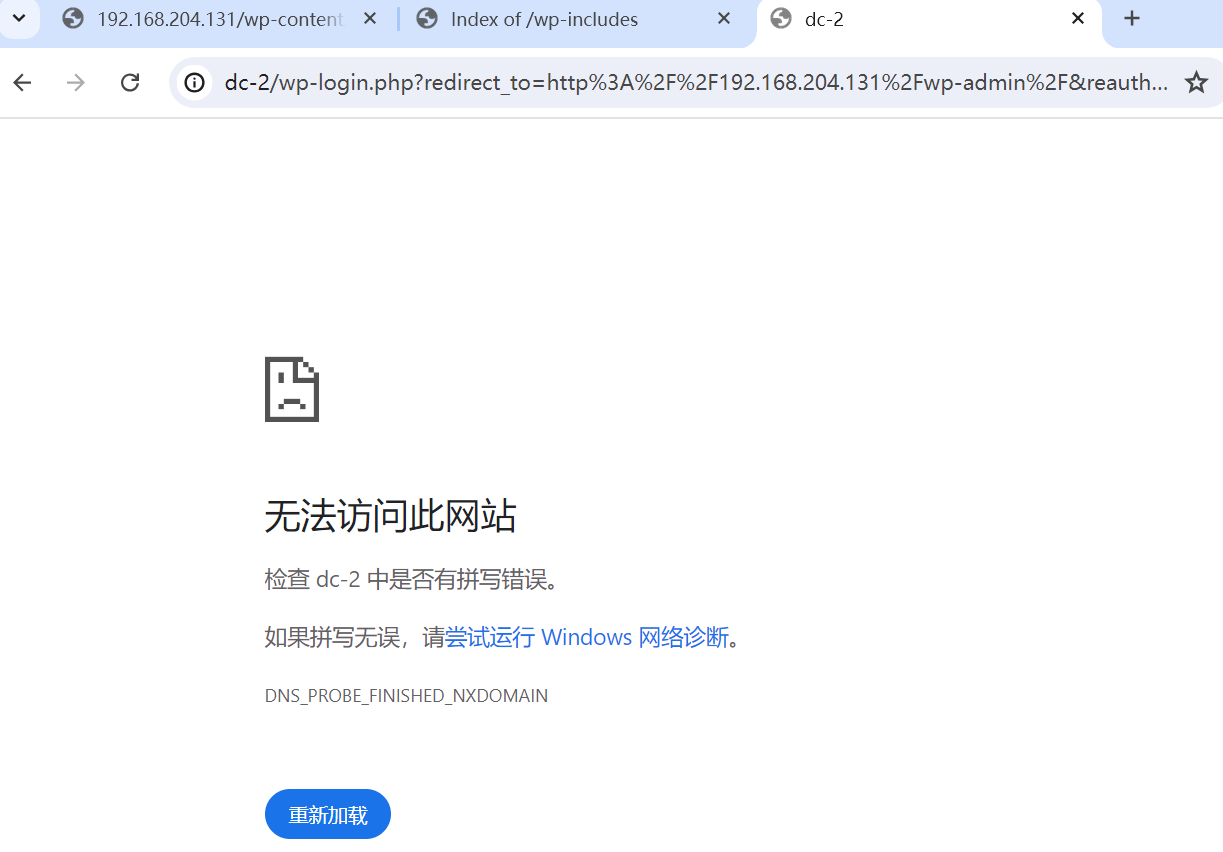 192.168.204.131/wp-content
Index of /wp-includes
dc-2
dc-2/wp-login.php?redirect_to=http%3A%2F%2F192.168.204.131%2Fwp-admin%2F&reauth...
无法访问此网站
检查 dc-2 中是否有拼写错误。
如果拼写无误，请尝试运行 Windows 网络诊断。
DNS_PROBE_FINISHED_NXDOMAIN
重新加载